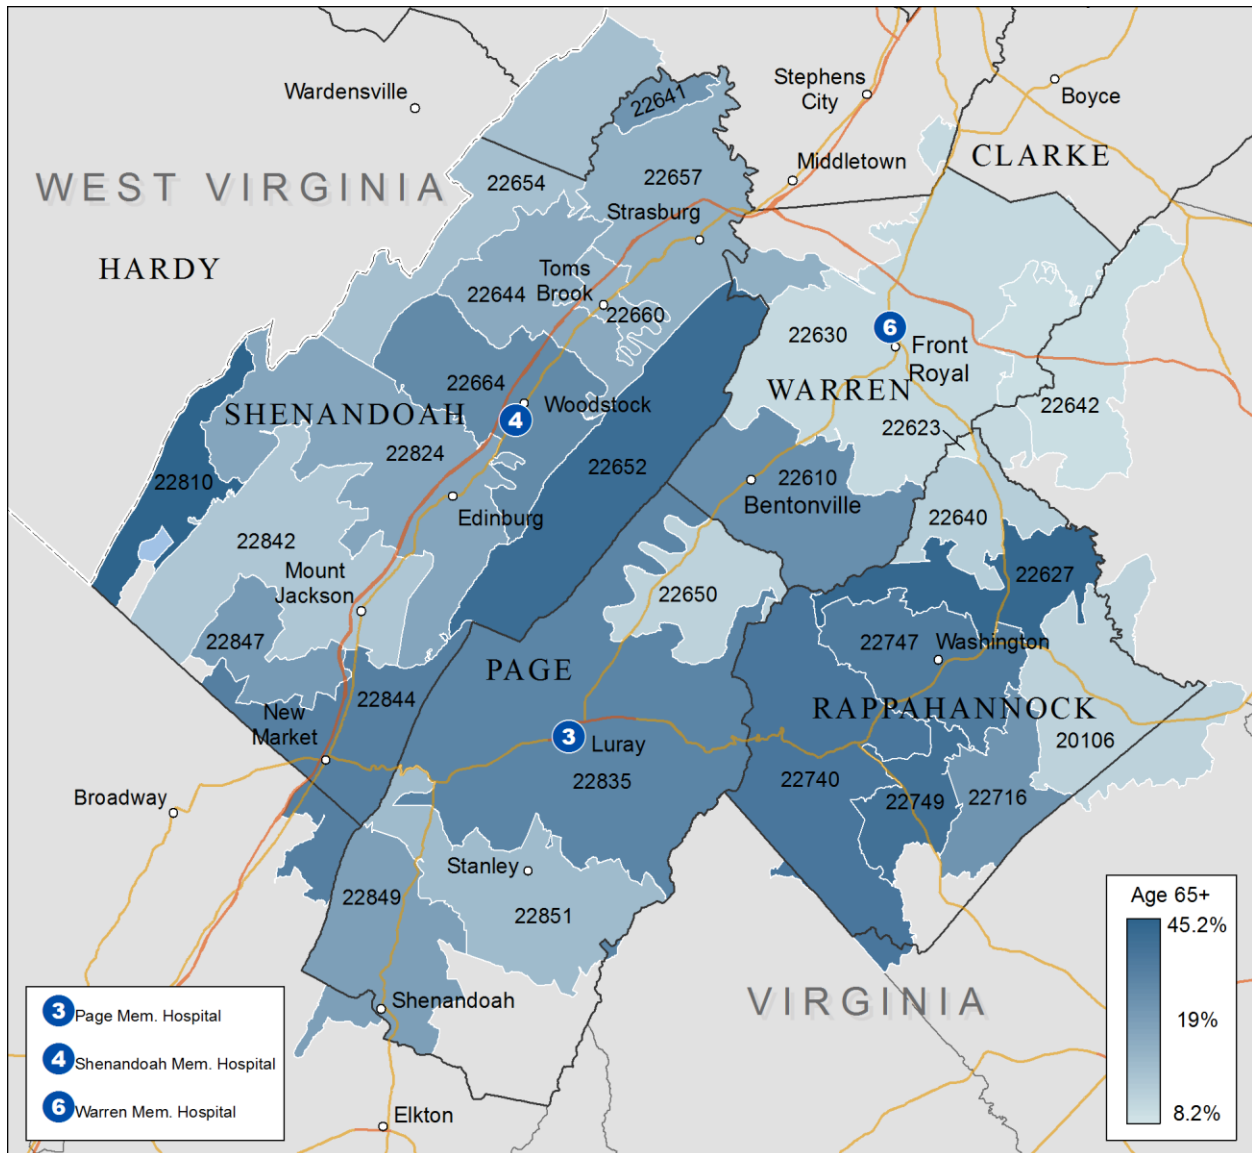 Wardensville
Stephens
City
Boyce
22641
Middletown
CLARKE
WEST VIRGINIA
22654
22657
Strasburg
HARDY
Toms
Brook
22644
22660
22630
6
Front
Royal
22664
WARREN
Woodstock
SHENANDOAH
4
22642
22623
22824
22652
22610
22810
Bentonville
Edinburg
22640
22842
Mount
Jackson
22650
22627
22847
22747
Washington
PAGE
22844
New
Market
RAPPAHANNOCK
3
Luray
20106
22740
22835
Broadway
22749
22716
Stanley
22849
22851
Age 65+
45.2%
19%
8.2%
Shenandoah
VIRGINIA
3 Page Mem. Hospital
4 Shenandoah Mem. Hospital
6 Warren Mem. Hospital
Elkton